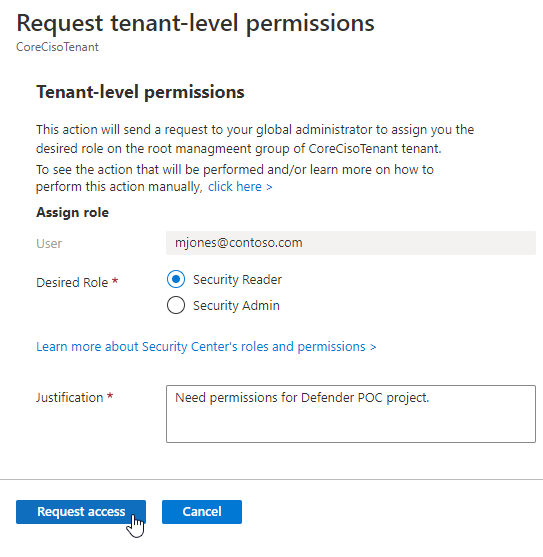 Request tenant-level permissions
CoreCisoTenant
Tenant-level permissions
This action will send a request to your global administrator to assign you the
desired role on the root managmeent group of CoreCisoTenant tenant.
To see the action that will be performed and/or learn more on how to
perform this action manually, click here >
Assign role
User mjones@contoso.com
Desired Role * Security Reader
Security Admin
Learn more about Security Center's roles and permissions >
Justification * Need permissions for Defender POC project.
Request access Cancel